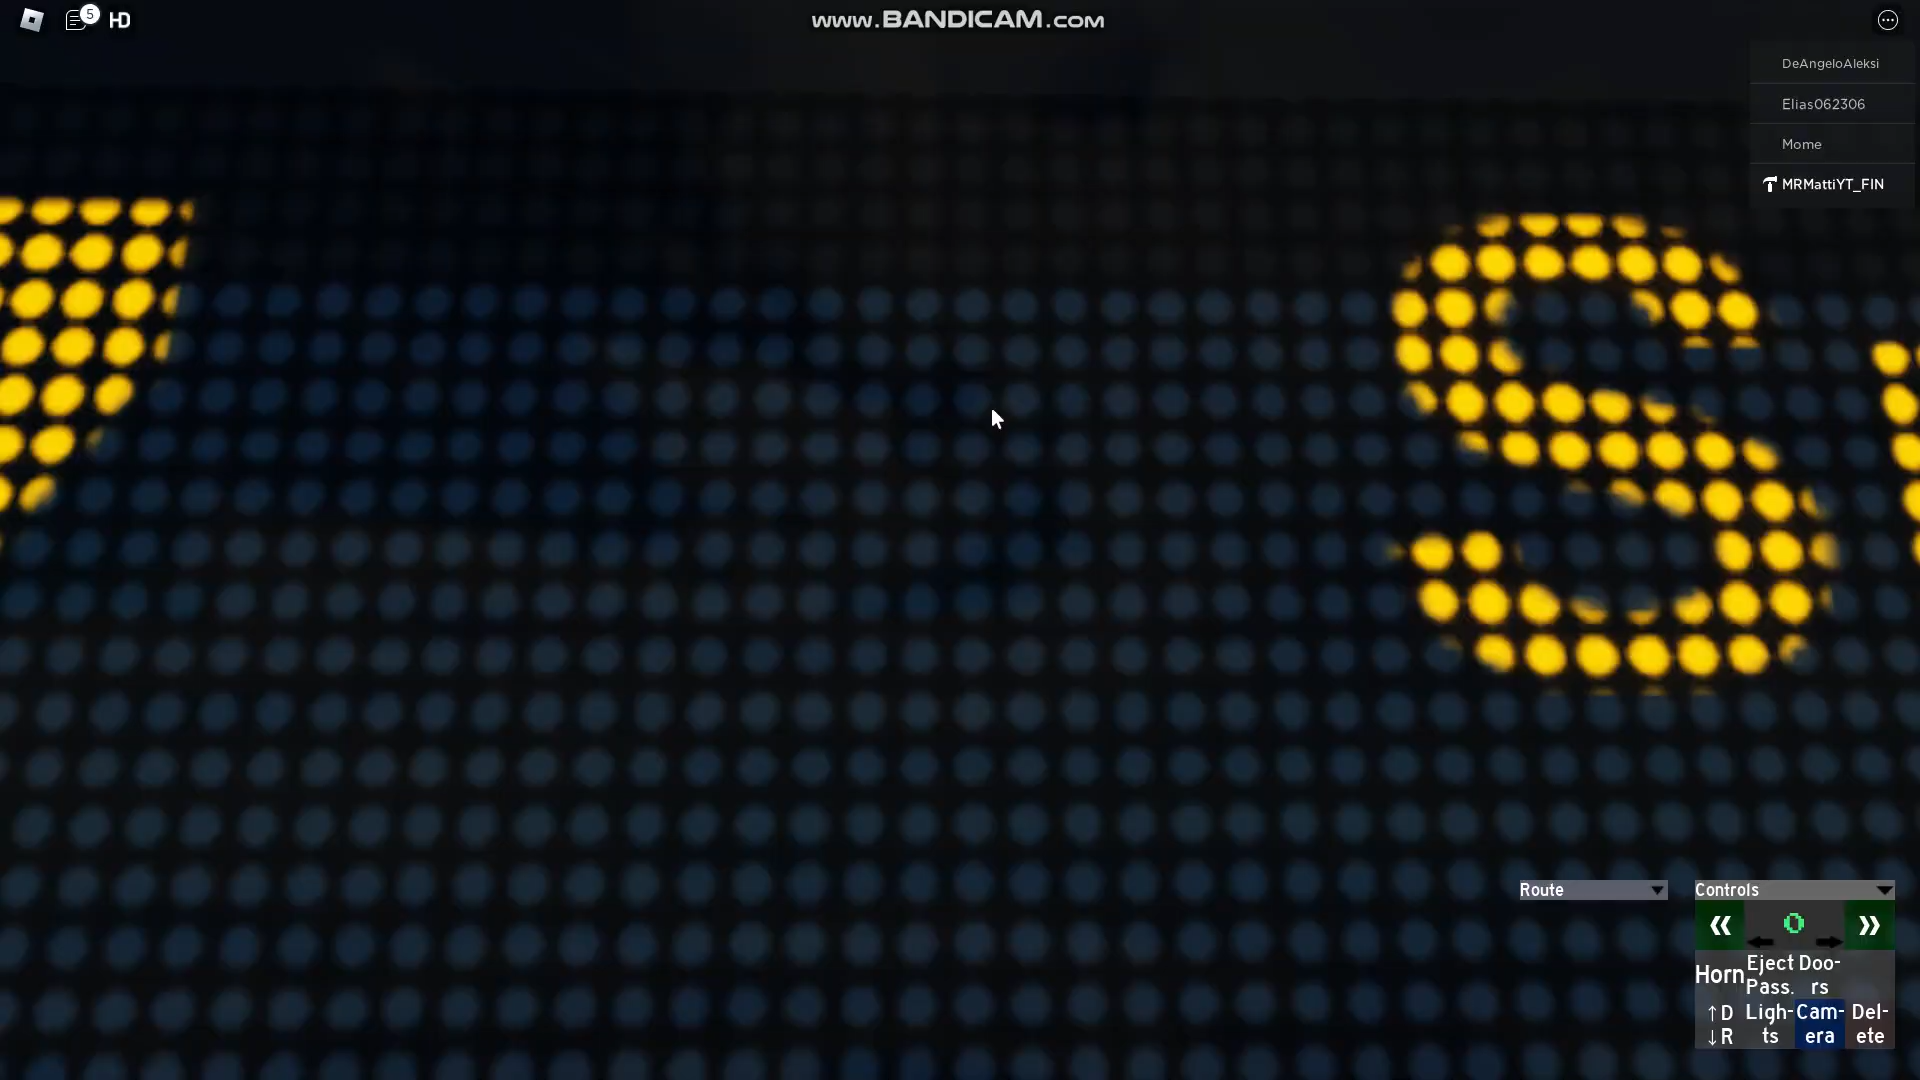 5 HD
www.BANDICAM.com
DeAngeloAleksi
Elias062306
Mome
MRMattiYT_FIN
S
Route
Controls
« 0 »
Horn
Eject Pass.
Doo-rs
↑D
↓R
Ligh-ts
Cam-era
Del-ete